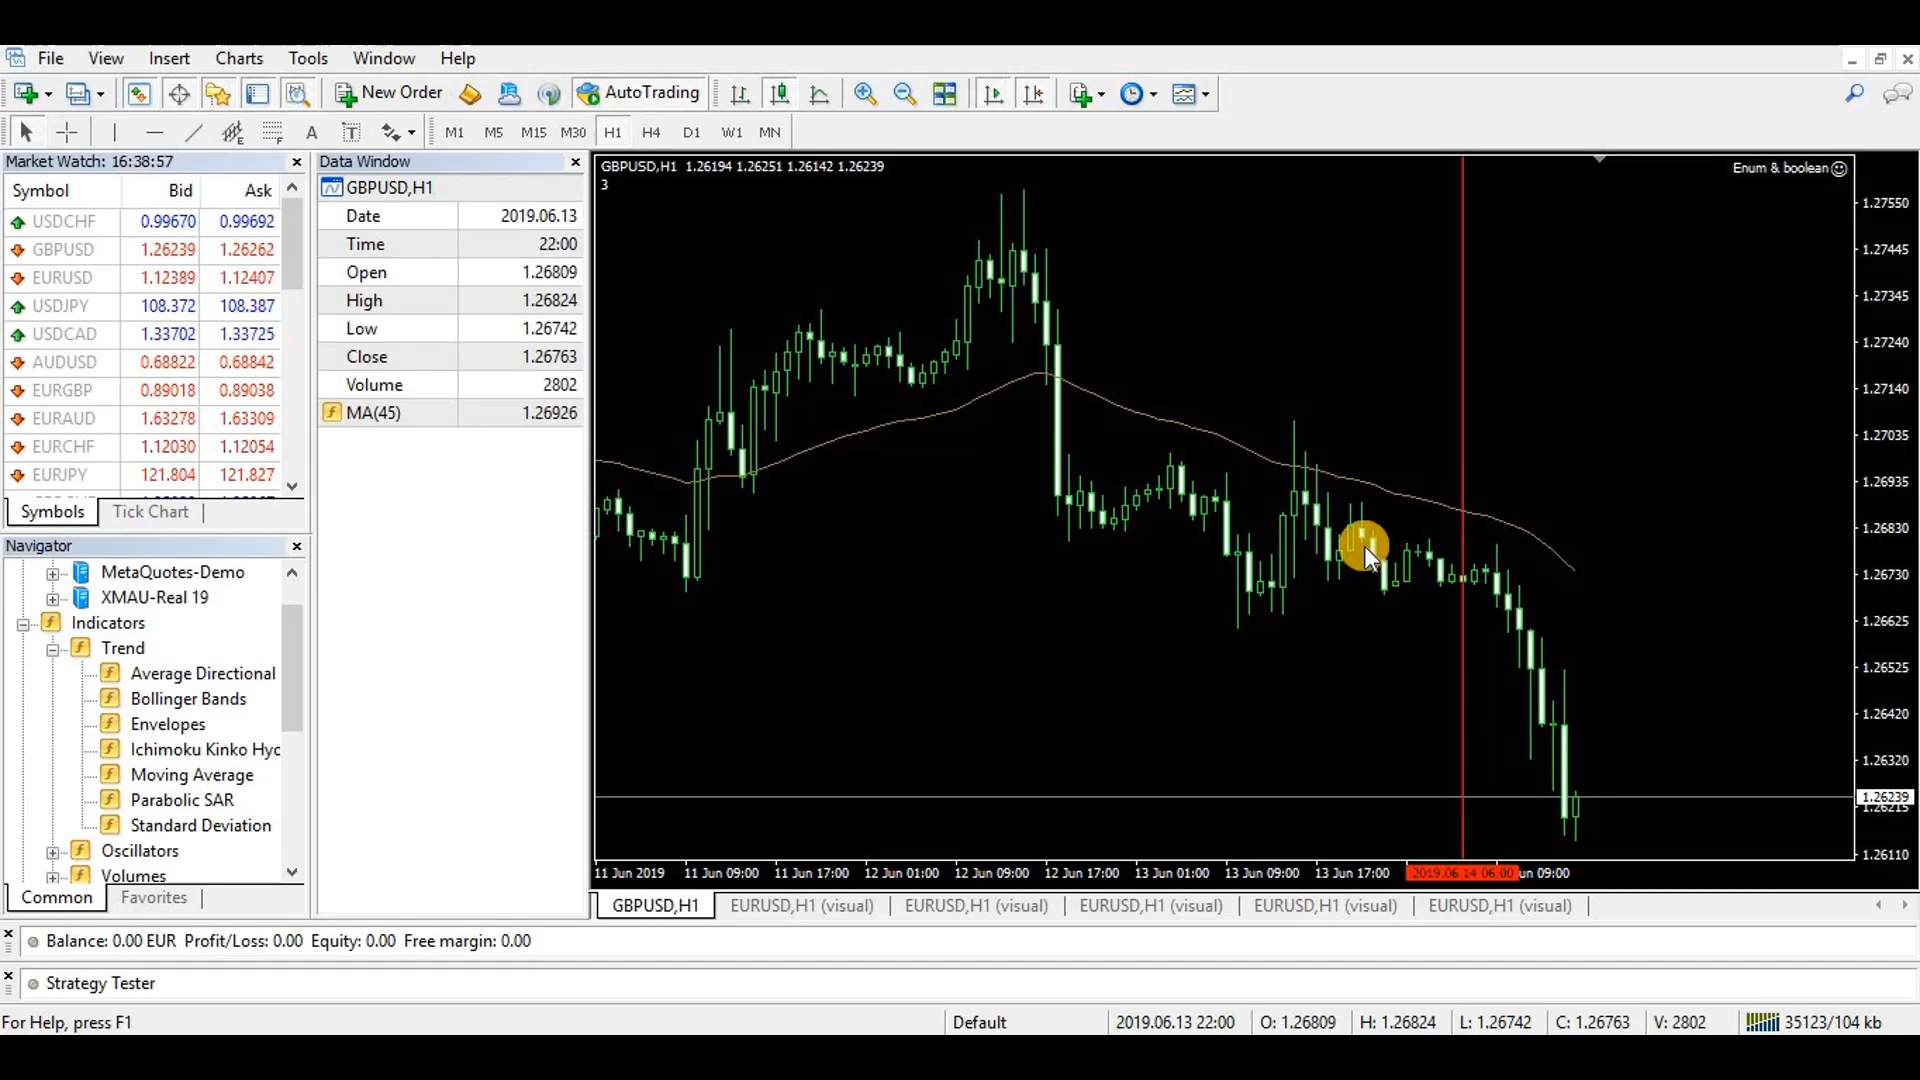 File View Insert Charts Tools Window Help
New Order AutoTrading
A T M1 M5 M15 M30 H1 H4 D1 W1 MN
Market Watch: 16:38:57
Symbol Bid Ask
USDCHF 0.99670 0.99692
GBPUSD 1.26239 1.26262
EURUSD 1.12389 1.12407
USDJPY 108.372 108.387
USDCAD 1.33702 1.33725
AUDUSD 0.68822 0.68842
EURGBP 0.89018 0.89038
EURAUD 1.63278 1.63309
EURCHF 1.12030 1.12054
EURJPY 121.804 121.827
Symbols Tick Chart
Navigator
MetaQuotes-Demo
XMAU-Real 19
Indicators
Trend
Average Directional
Bollinger Bands
Envelopes
Ichimoku Kinko Hyc
Moving Average
Parabolic SAR
Standard Deviation
Oscillators
Volumes
Common Favorites
Data Window
GBPUSD,H1
Date 2019.06.13
Time 22:00
Open 1.26809
High 1.26824
Low 1.26742
Close 1.26763
Volume 2802
MA(45) 1.26926
GBPUSD,H1 1.26194 1.26251 1.26142 1.26239
3
Enum & boolean
1.27550
1.27445
1.27345
1.27240
1.27140
1.27035
1.26935
1.26830
1.26730
1.26625
1.26525
1.26420
1.26320
1.26239
1.26215
1.26110
11 Jun 2019 11 Jun 09:00 11 Jun 17:00 12 Jun 01:00 12 Jun 09:00 12 Jun 17:00 13 Jun 01:00 13 Jun 09:00 13 Jun 17:00 2019.06.14 06:00 un 09:00
GBPUSD,H1 EURUSD,H1 (visual) EURUSD,H1 (visual) EURUSD,H1 (visual) EURUSD,H1 (visual) EURUSD,H1 (visual)
Balance: 0.00 EUR Profit/Loss: 0.00 Equity: 0.00 Free margin: 0.00
Strategy Tester
For Help, press F1 Default 2019.06.13 22:00 O: 1.26809 H: 1.26824 L: 1.26742 C: 1.26763 V: 2802 35123/104 kb